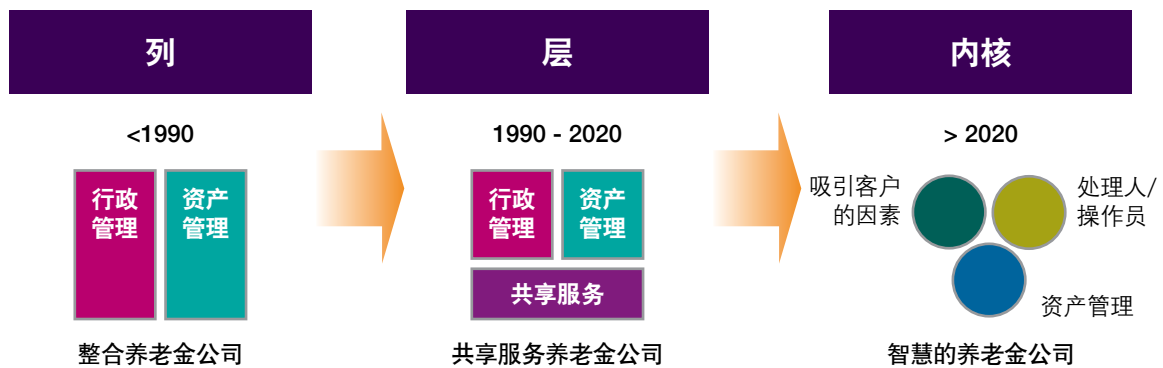 列
<1990
行政
管理
资产
管理
整合养老金公司
层
1990 - 2020
行政
管理
资产
管理
共享服务
共享服务养老金公司
内核
> 2020
吸引客户
的因素
处理人/
操作员
资产管理
智慧的养老金公司